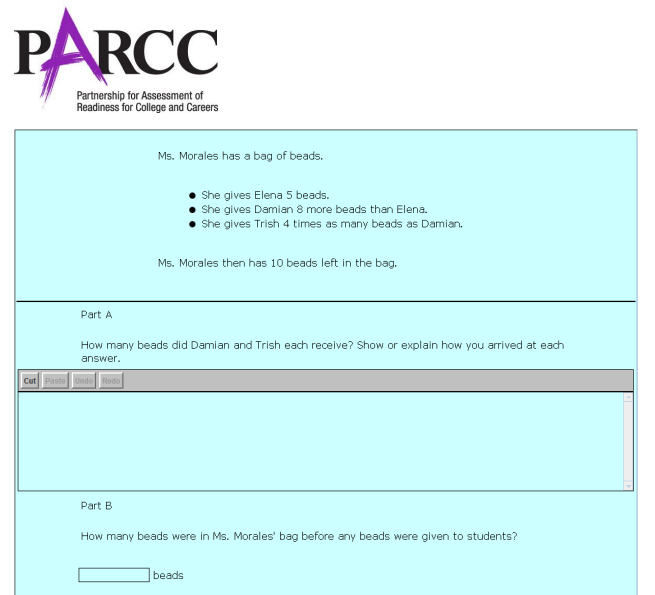 PARCC
Partnership for Assessment of
Readiness for College and Careers
Ms. Morales has a bag of beads.
● She gives Elena 5 beads.
● She gives Damian 8 more beads than Elena.
● She gives Trish 4 times as many beads as Damian.
Ms. Morales then has 10 beads left in the bag.
Part A
How many beads did Damian and Trish each receive? Show or explain how you arrived at each
answer.
Cut Paste Undo Redo
Part B
How many beads were in Ms. Morales' bag before any beads were given to students?
beads